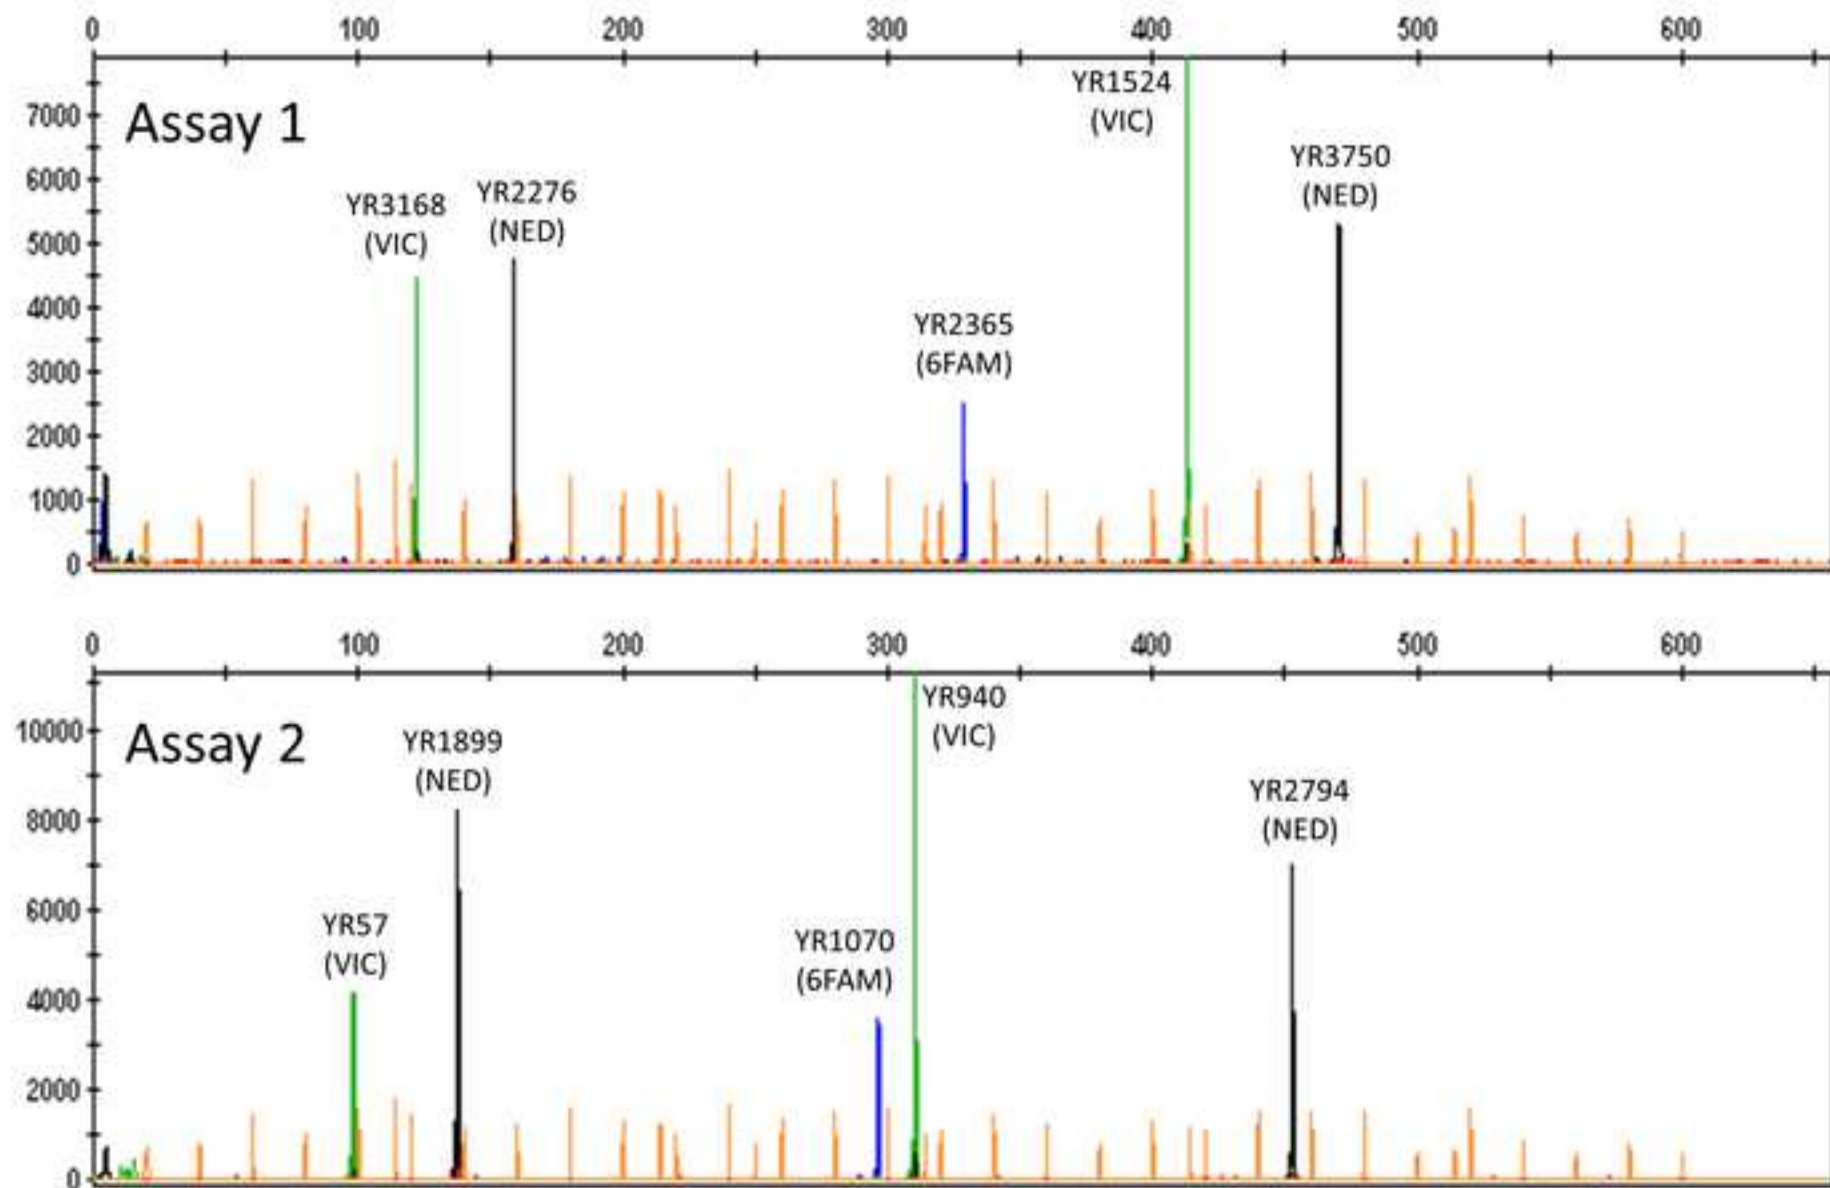 0 100 200 300 400 500 600
Assay 1
7000
6000
5000
4000
3000
2000
1000
0
YR3168
(VIC)
YR2276
(NED)
YR2365
(6FAM)
YR1524
(VIC)
YR3750
(NED)
0 100 200 300 400 500 600
Assay 2
10000
8000
6000
4000
2000
0
YR57
(VIC)
YR1899
(NED)
YR1070
(6FAM)
YR940
(VIC)
YR2794
(NED)